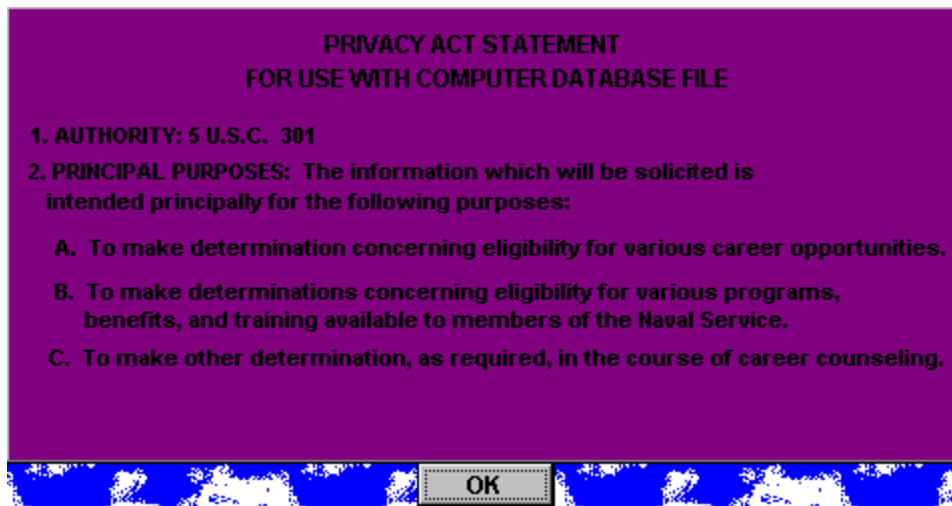 PRIVACY ACT STATEMENT
FOR USE WITH COMPUTER DATABASE FILE
1. AUTHORITY: 5 U.S.C. 301
2. PRINCIPAL PURPOSES: The information which will be solicited is
intended principally for the following purposes:
A. To make determination concerning eligibility for various career opportunities.
B. To make determinations concerning eligibility for various programs,
benefits, and training available to members of the Naval Service.
C. To make other determination, as required, in the course of career counseling.
OK